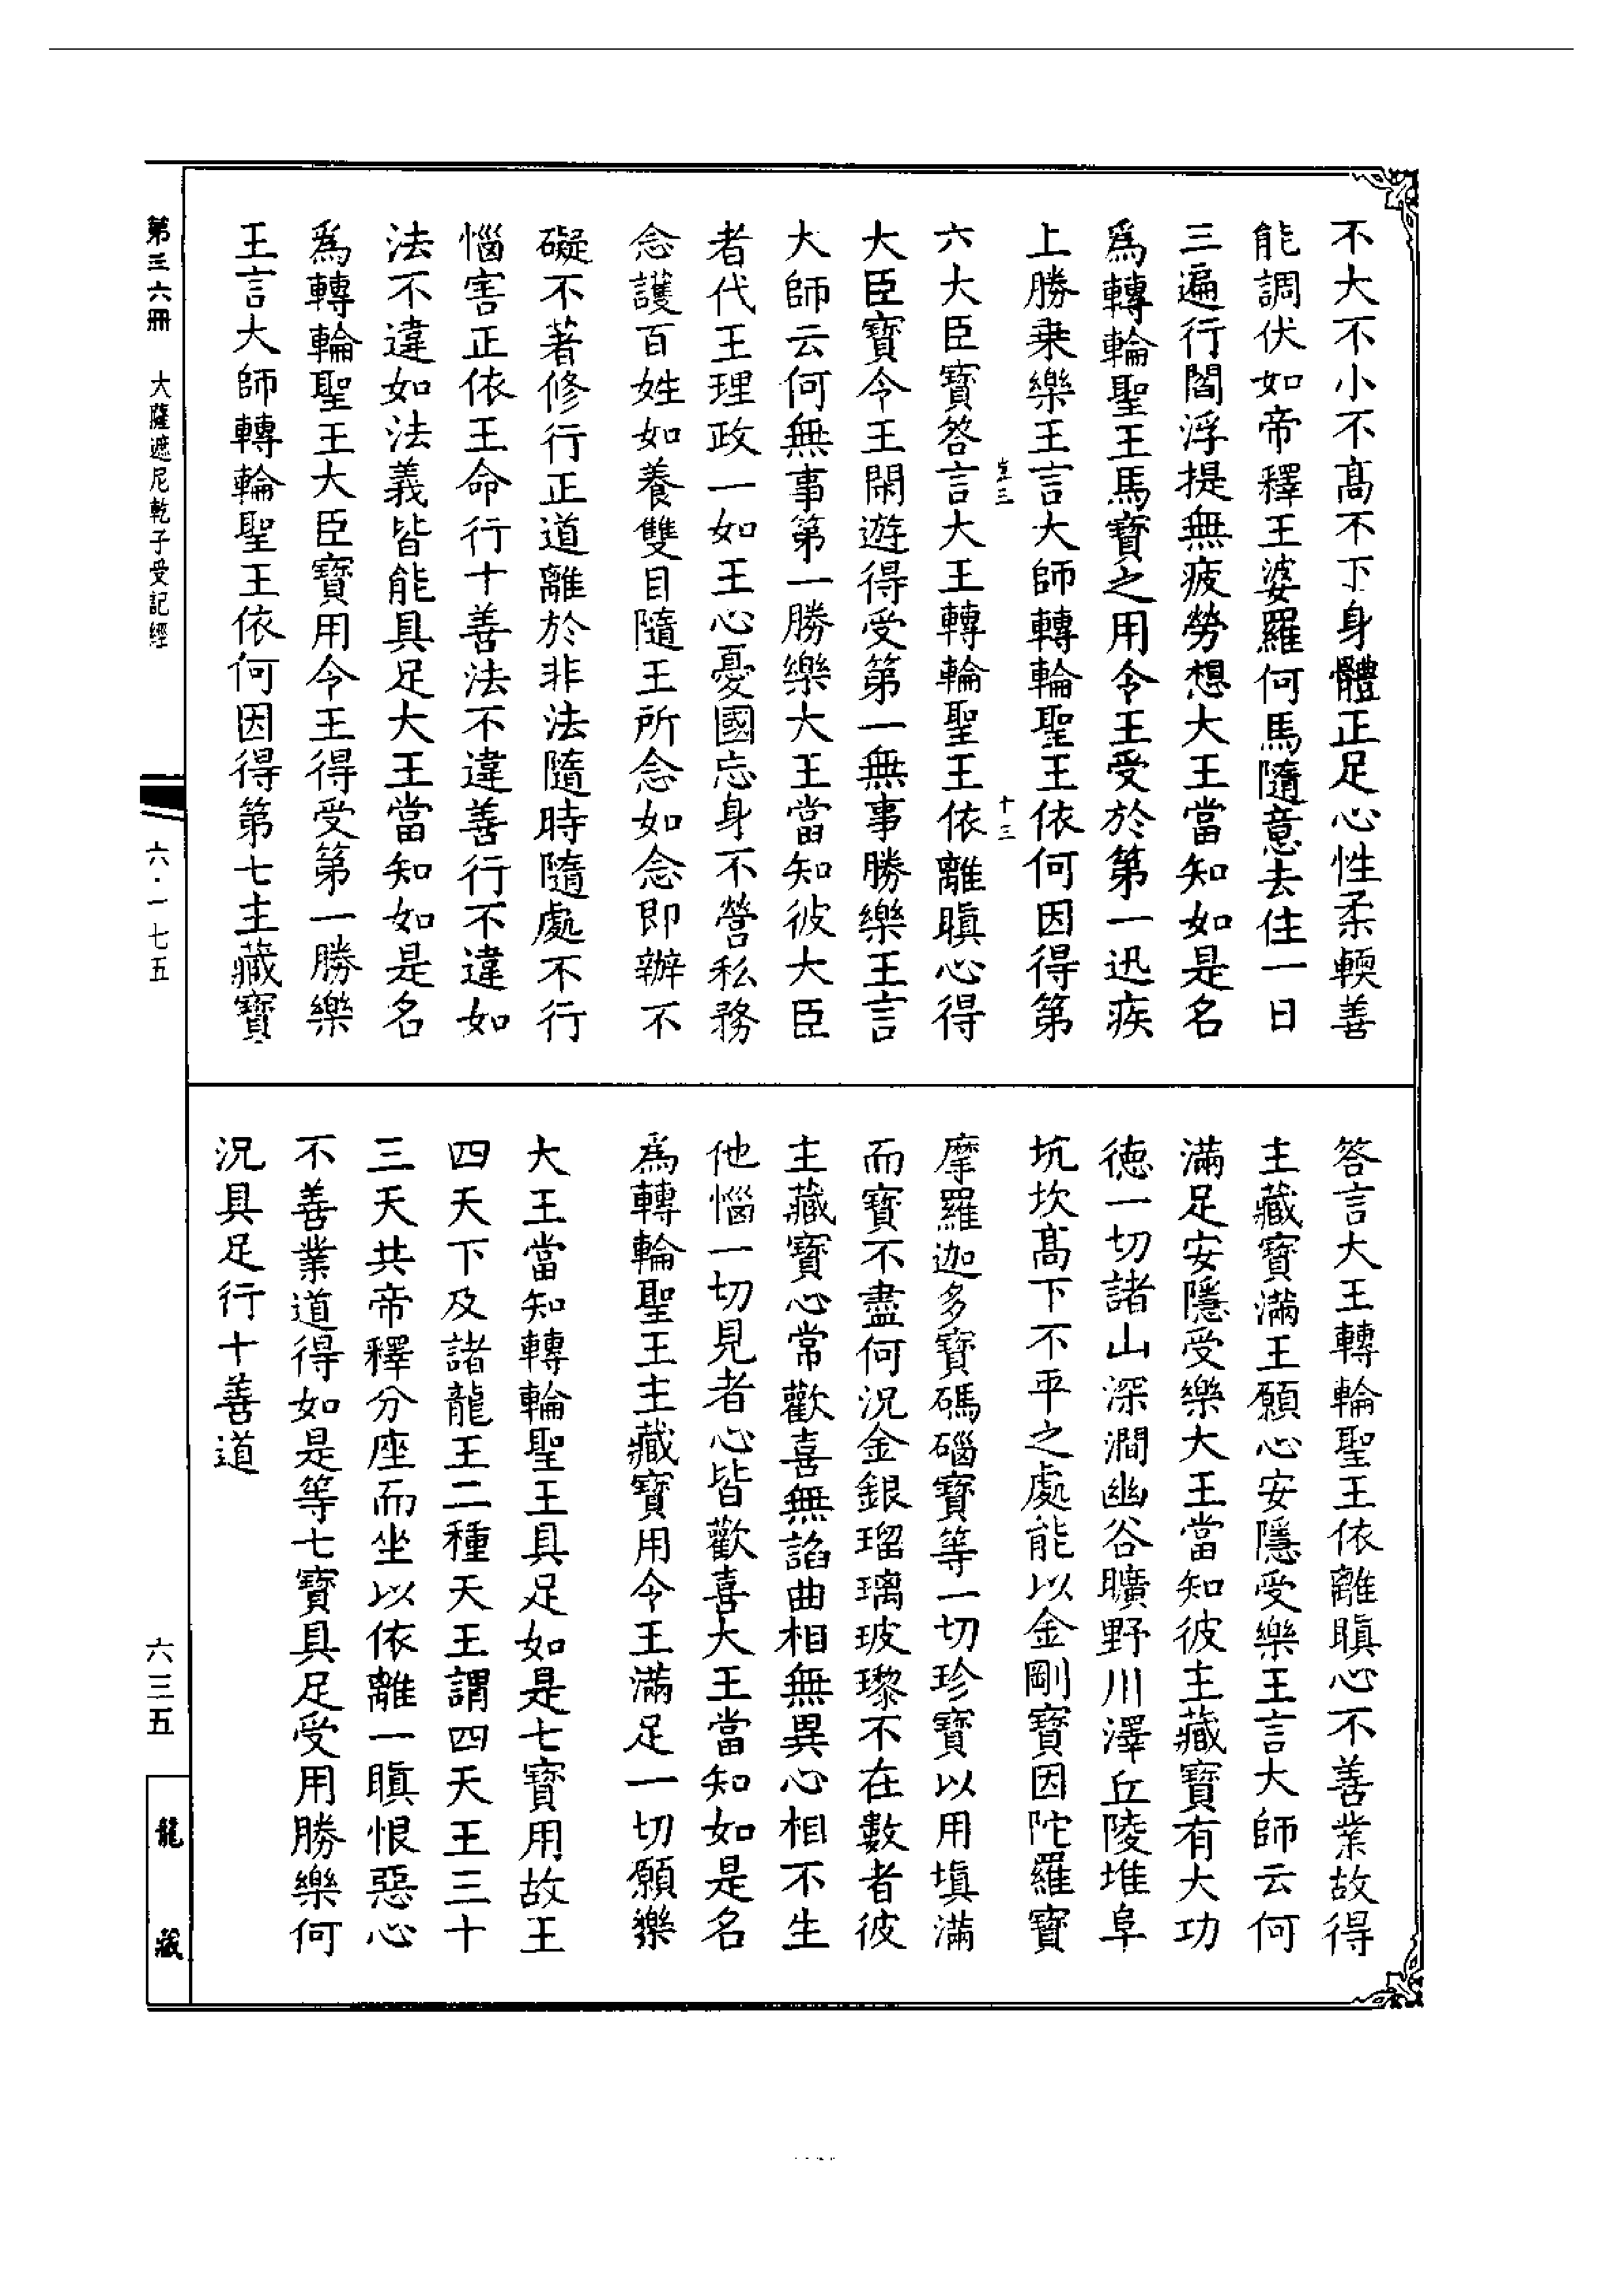 不大不小不高不下身體正足心性柔輭善
能調伏如帝釋王婆羅何馬隨意去住一日
三遍行閻浮提無疲勞想大王當知如是名
為轉輪聖王馬寶之用令王受於第一迅疾
上勝乗樂王言大師轉輪聖王依何因得第
六大臣寶答言大王轉輪聖王依離瞋心得
大臣寶令王閑遊得受第一無事勝樂王言
大師云何無事第一勝樂大王當知彼大臣
者代王理政一如王心憂國忘身不營私務
念護百姓如養雙目隨王所念如念即辦不
礙不著修行正道離於非法隨時隨處不行
惱害正依王命行十善法不違善行不違如
法不違如法義皆能具足大王當知如是名
為轉輪聖王大臣寶用令王得受第一勝樂
王言大師轉輪聖王依何因得第七主藏寶
答言大王轉輪聖王依離瞋心不善業故得
主藏寶滿王願心安隱受樂王言大師云何
滿足安隱受樂大王當知彼主藏寶有大功
德一切諸山深澗幽谷曠野川澤丘陵堆阜
坑坎高下不平之處能以金剛寶因陀羅寶
摩羅迦多寶碼碯寶等一切珍寶以用塡滿
而寶不盡何況金銀瑠璃玻瓈不在數者彼
主藏寶心常歡喜無諂曲相無異心相不生
他惱一切見者心皆歡喜大王當知如是名
為轉輪聖王主藏寶用令王滿足一切願樂
大王當知轉輪聖王具足如是七寶用故王
四天下及諸龍王二種天王謂四天王三十
三天共帝釋分座而坐以依離一瞋恨惡心
不善業道得如是等七寶具足受用勝樂何
況具足行十善道
第三六冊　大薩遮尼乾子受記經
六·一七五
六三五
龍藏
十三